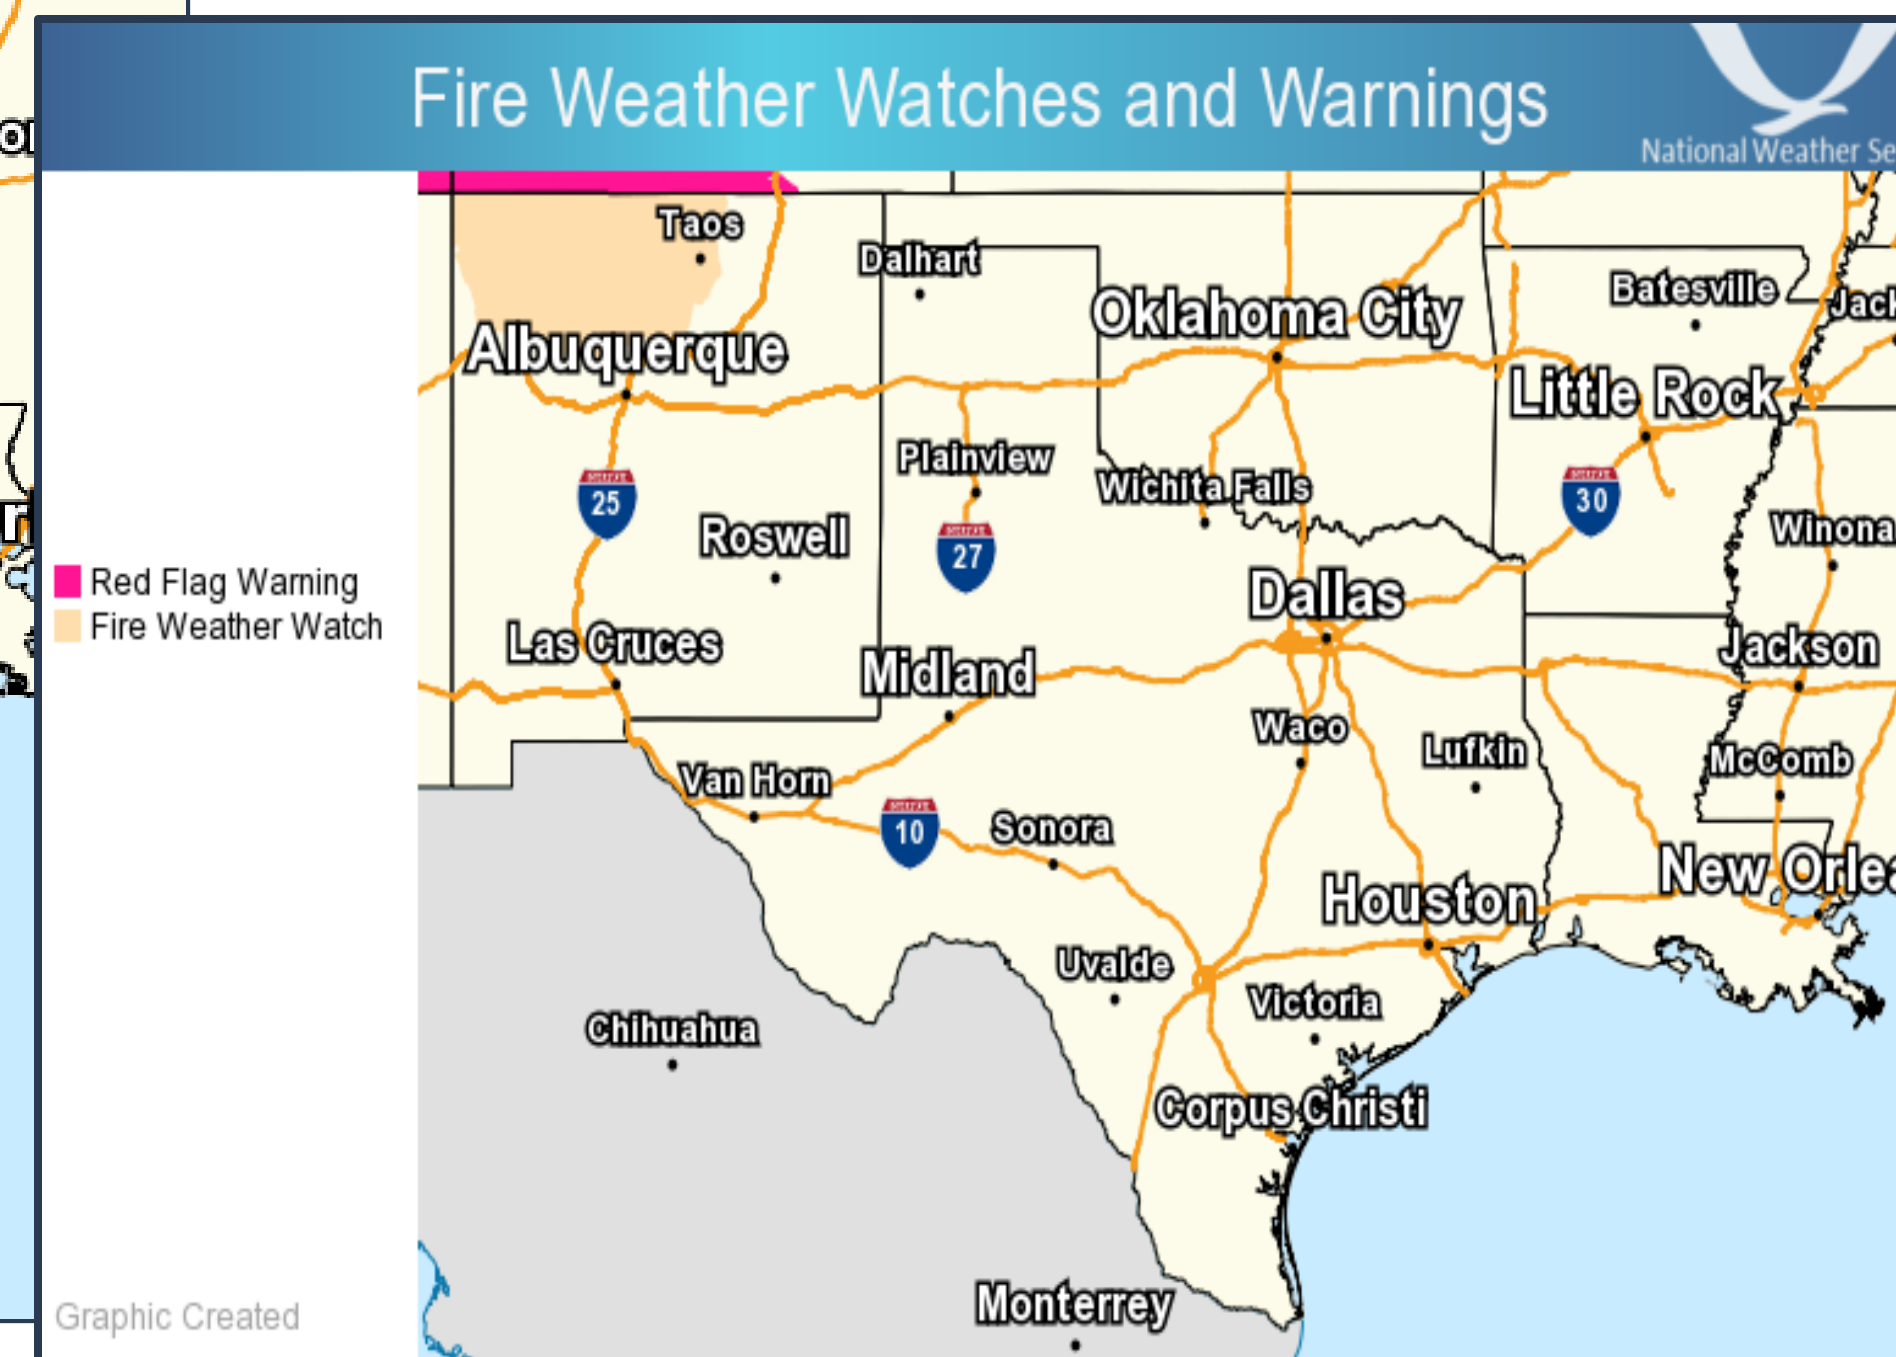 Fire Weather Watches and Warnings
National Weather Se
Taos
Dalhart
Batesville
Oklahoma City
Jack
Albuquerque
Little Rock
Plainview
Wichita Falls
25
30
Roswell
Winona
27
Red Flag Warning
Dallas
Fire Weather Watch
Las Cruces
Jackson
Midland
Waco
Lufkin
McComb
Van Horn
10
Sonora
New Orlea
Houston
Uvalde
Victoria
Chihuahua
Corpus Christi
Monterrey
Graphic Created